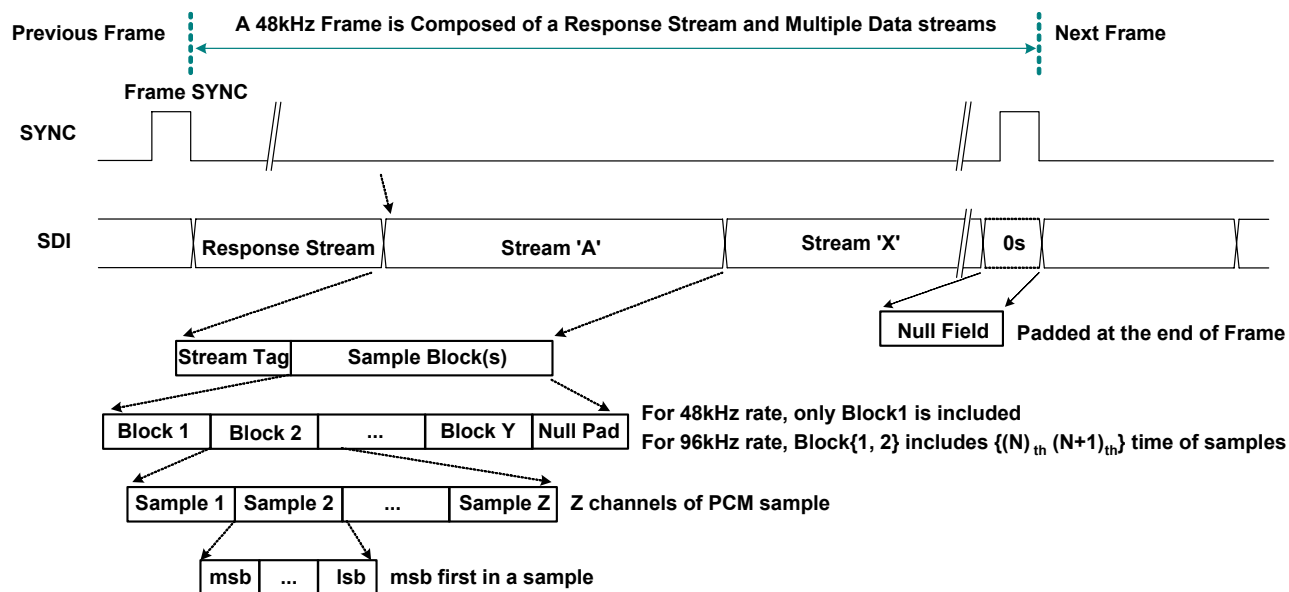 A 48kHz Frame is Composed of a Response Stream and Multiple Data streams
Previous Frame
Next Frame
Frame SYNC
SYNC
SDI
Response Stream
Stream 'A'
Stream 'X'
0s
Null Field
Padded at the end of Frame
Stream Tag
Sample Block(s)
Block 1
Block 2
...
Block Y
Null Pad
For 48kHz rate, only Block1 is included
For 96kHz rate, Block{1, 2} includes {(N)th (N+1)th} time of samples
Sample 1
Sample 2
...
Sample Z
Z channels of PCM sample
msb
...
lsb
msb first in a sample